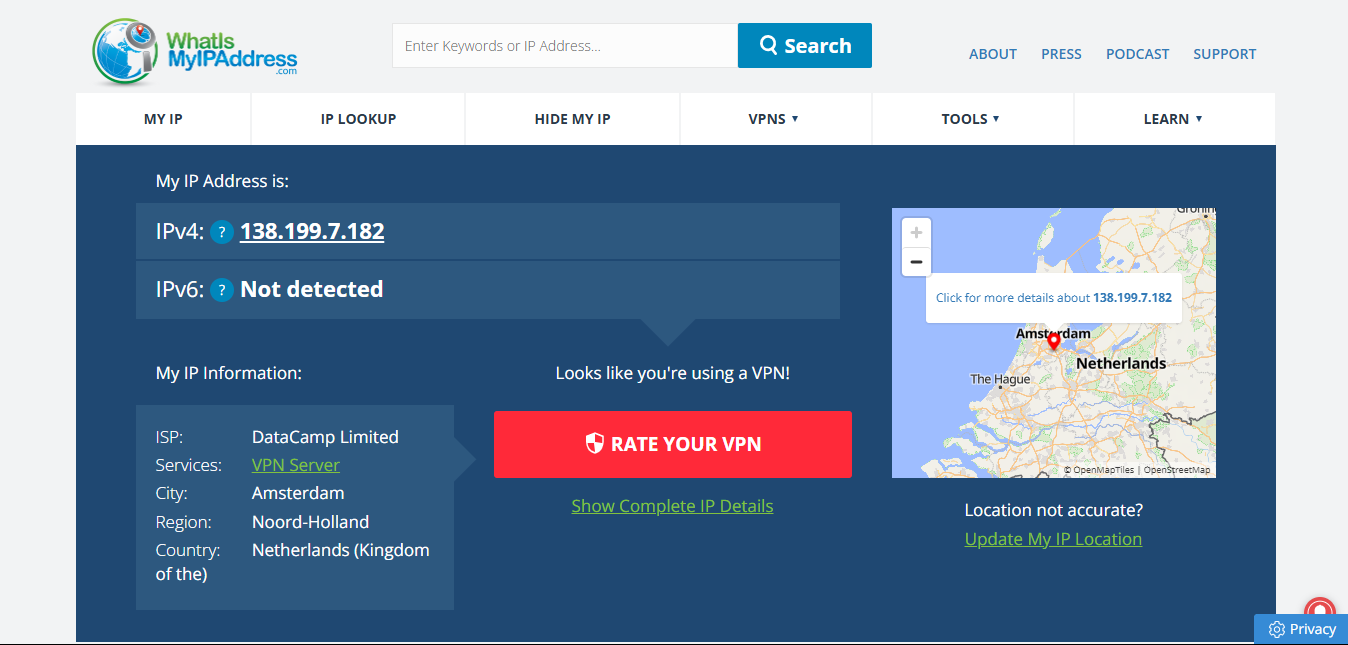 WhatIs
MyIPAddress
.com
Enter Keywords or IP Address...
Search
ABOUT PRESS PODCAST SUPPORT
MY IP IP LOOKUP HIDE MY IP VPNS ▼ TOOLS ▼ LEARN ▼
My IP Address is:
IPv4: ? 138.199.7.182
IPv6: ? Not detected
My IP Information:
ISP: DataCamp Limited
Services: VPN Server
City: Amsterdam
Region: Noord-Holland
Country: Netherlands (Kingdom
of the)
Looks like you're using a VPN!
RATE YOUR VPN
Show Complete IP Details
+
−
Click for more details about 138.199.7.182
Amsterdam
Netherlands
The Hague
© OpenMapTiles | OpenStreetMap
Location not accurate?
Update My IP Location
Privacy